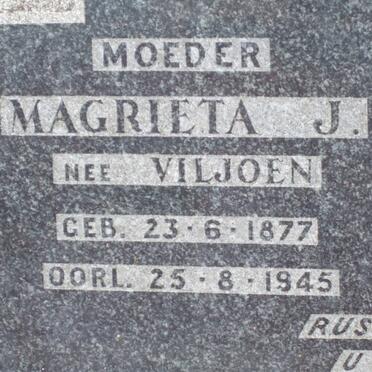 MOEDER
MAGRIETA J.
NEE VILJOEN
GEB. 23·6·1877
OORL. 25·8·1945
RUS
U